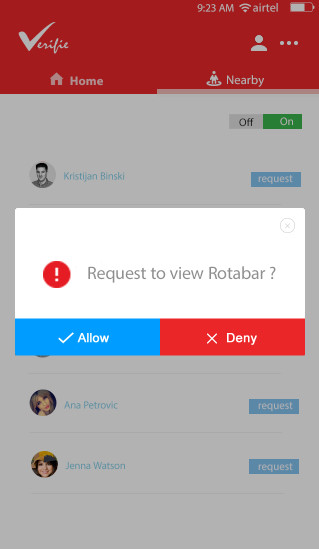 9:23 AM airtel
Verifie
Home
Nearby
Off On
Kristijan Binski request
Request to view Rotabar ?
Allow Deny
Ana Petrovic request
Jenna Watson request